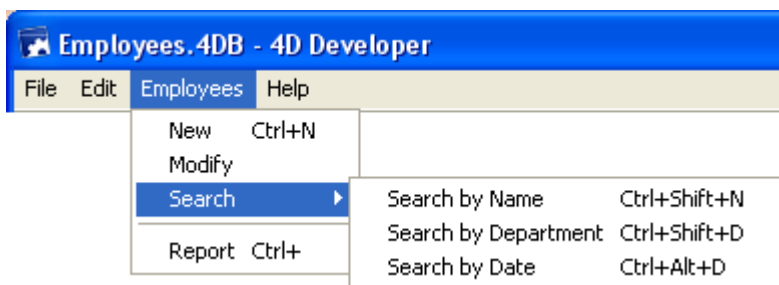 Employees.4DB - 4D Developer
File Edit Employees Help
New Ctrl+N
Modify
Search
Search by Name Ctrl+Shift+N
Search by Department Ctrl+Shift+D
Report Ctrl+
Search by Date Ctrl+Alt+D